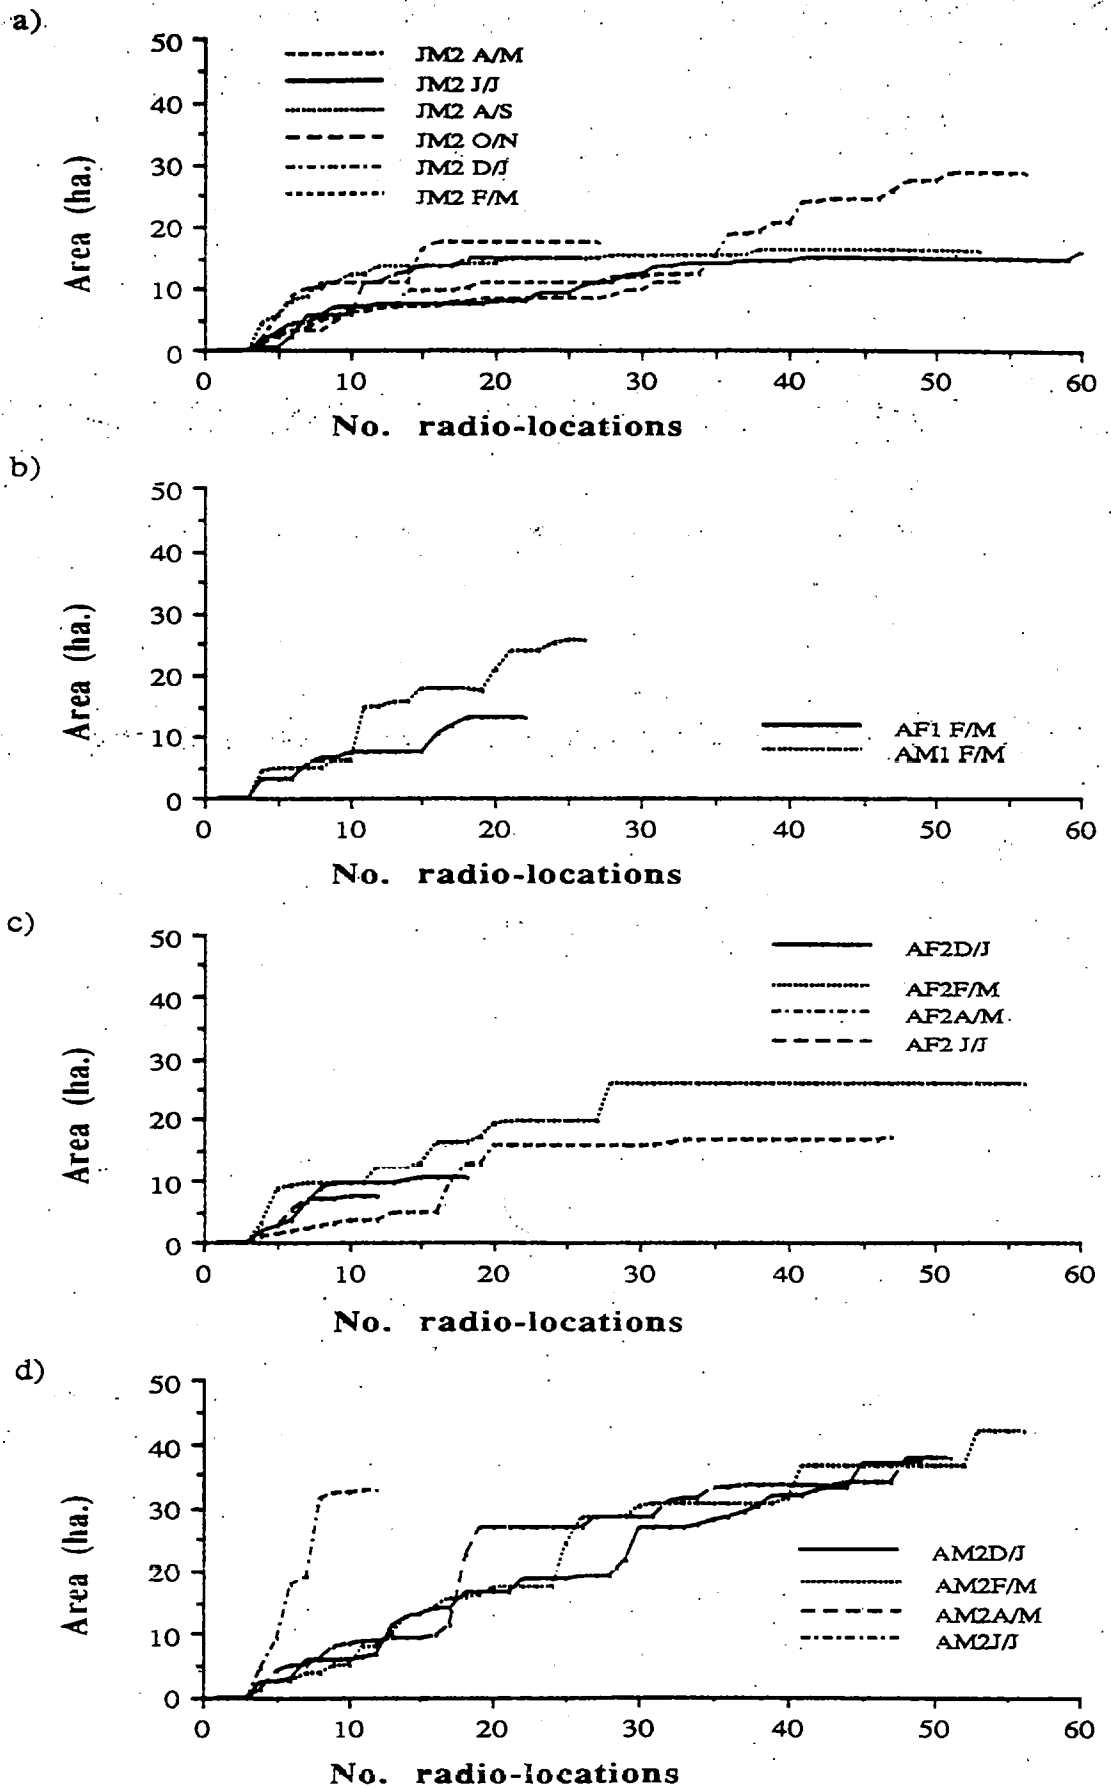 a)
50
40
30
20
10
0
Area (ha.)
JM2 A/M
JM2 J/J
JM2 A/S
JM2 O/N
JM2 D/J
JM2 F/M
0 10 20 30 40 50 60
No. radio-locations
b)
50
40
30
20
10
0
Area (ha.)
AF1 F/M
AM1 F/M
0 10 20 30 40 50 60
No. radio-locations
c)
50
40
30
20
10
0
Area (ha.)
AF2D/J
AF2F/M
AF2A/M
AF2 J/J
0 10 20 30 40 50 60
No. radio-locations
d)
50
40
30
20
10
0
Area (ha.)
AM2D/J
AM2F/M
AM2A/M
AM2J/J
0 10 20 30 40 50 60
No. radio-locations